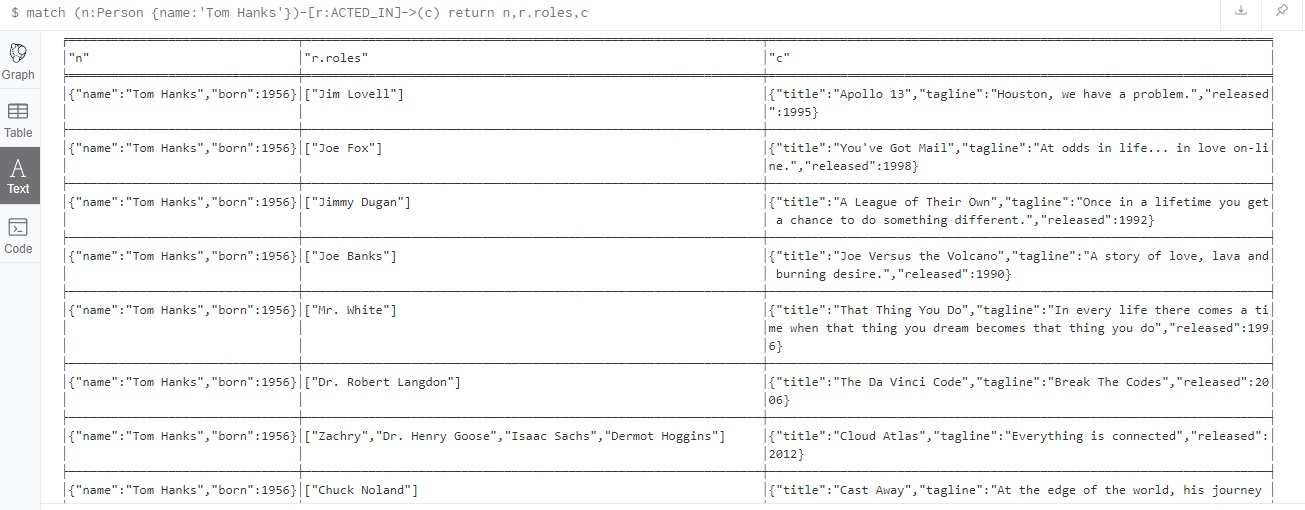 $ match (n:Person {name:'Tom Hanks'})-[r:ACTED_IN]->(c) return n,r.roles,c
Graph
Table
A
Text
Code
"n" "r.roles" "c"
{"name":"Tom Hanks","born":1956} ["Jim Lovell"] {"title":"Apollo 13","tagline":"Houston, we have a problem.","released
":1995}
{"name":"Tom Hanks","born":1956} ["Joe Fox"] {"title":"You've Got Mail","tagline":"At odds in life... in love on-li
ne.","released":1998}
{"name":"Tom Hanks","born":1956} ["Jimmy Dugan"] {"title":"A League of Their Own","tagline":"Once in a lifetime you get
a chance to do something different.","released":1992}
{"name":"Tom Hanks","born":1956} ["Joe Banks"] {"title":"Joe Versus the Volcano","tagline":"A story of love, lava and
burning desire.","released":1990}
{"name":"Tom Hanks","born":1956} ["Mr. White"] {"title":"That Thing You Do","tagline":"In every life there comes a ti
me when that thing you dream becomes that thing you do","released":199
6}
{"name":"Tom Hanks","born":1956} ["Dr. Robert Langdon"] {"title":"The Da Vinci Code","tagline":"Break The Codes","released":20
06}
{"name":"Tom Hanks","born":1956} ["Zachry","Dr. Henry Goose","Isaac Sachs","Dermot Hoggins"] {"title":"Cloud Atlas","tagline":"Everything is connected","released":
2012}
{"name":"Tom Hanks","born":1956} ["Chuck Noland"] {"title":"Cast Away","tagline":"At the edge of the world, his journey